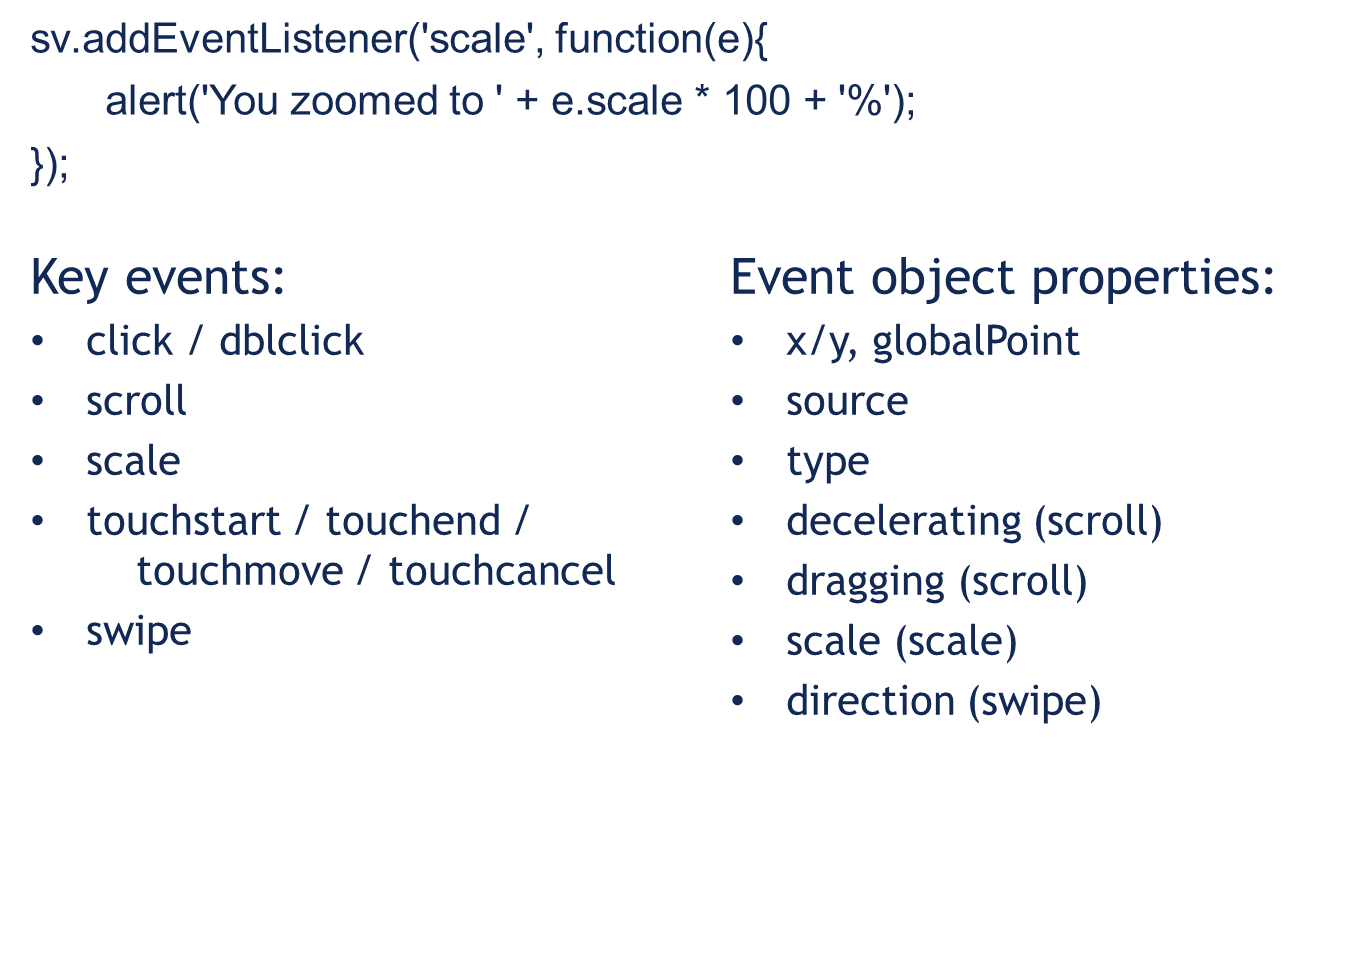 sv.addEventListener('scale', function(e){
alert('You zoomed to ' + e.scale * 100 + '%');
});
Key events:
• click / dblclick
• scroll
• scale
• touchstart / touchend /
touchmove / touchcancel
• swipe
Event object properties:
• x/y, globalPoint
• source
• type
• decelerating (scroll)
• dragging (scroll)
• scale (scale)
• direction (swipe)